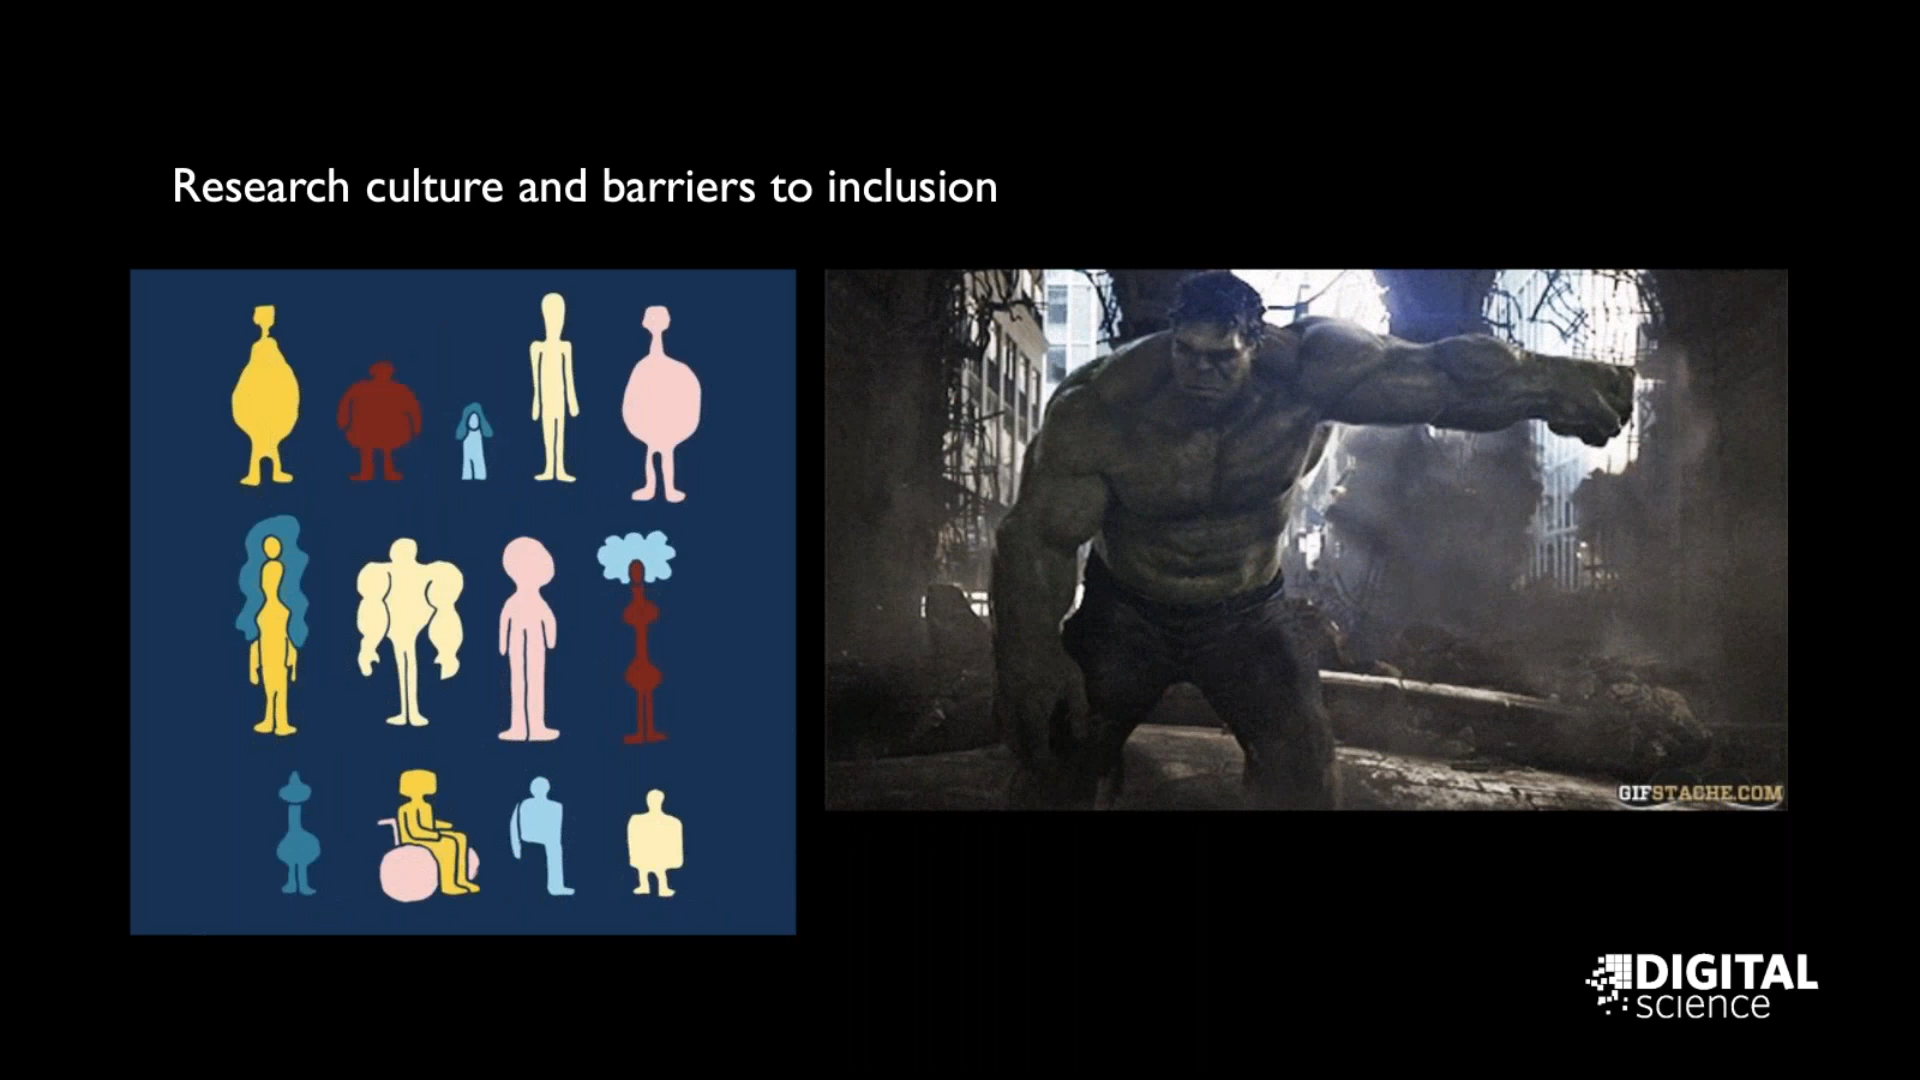 Research culture and barriers to inclusion
GIFSTACHE.COM
DIGITAL
science